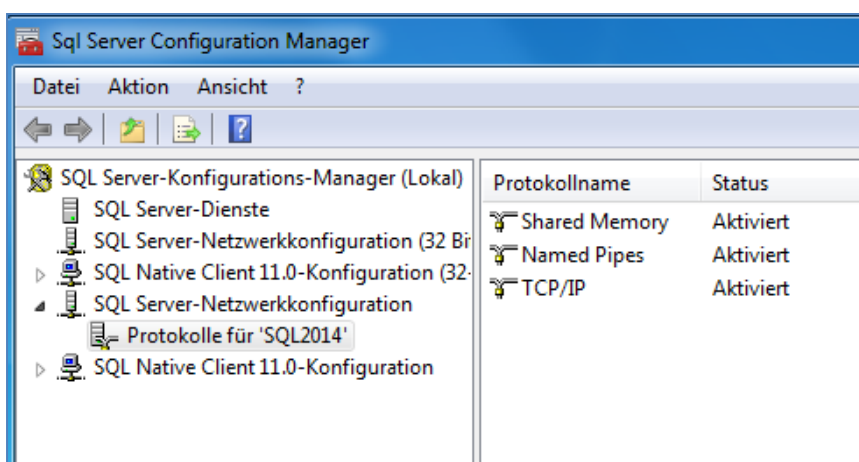 Sql Server Configuration Manager
Datei Aktion Ansicht ?
SQL Server-Konfigurations-Manager (Lokal)
SQL Server-Dienste
SQL Server-Netzwerkkonfiguration (32 Bi
SQL Native Client 11.0-Konfiguration (32-
SQL Server-Netzwerkkonfiguration
Protokolle für 'SQL2014'
SQL Native Client 11.0-Konfiguration
Protokollname Status
Shared Memory Aktiviert
Named Pipes Aktiviert
TCP/IP Aktiviert